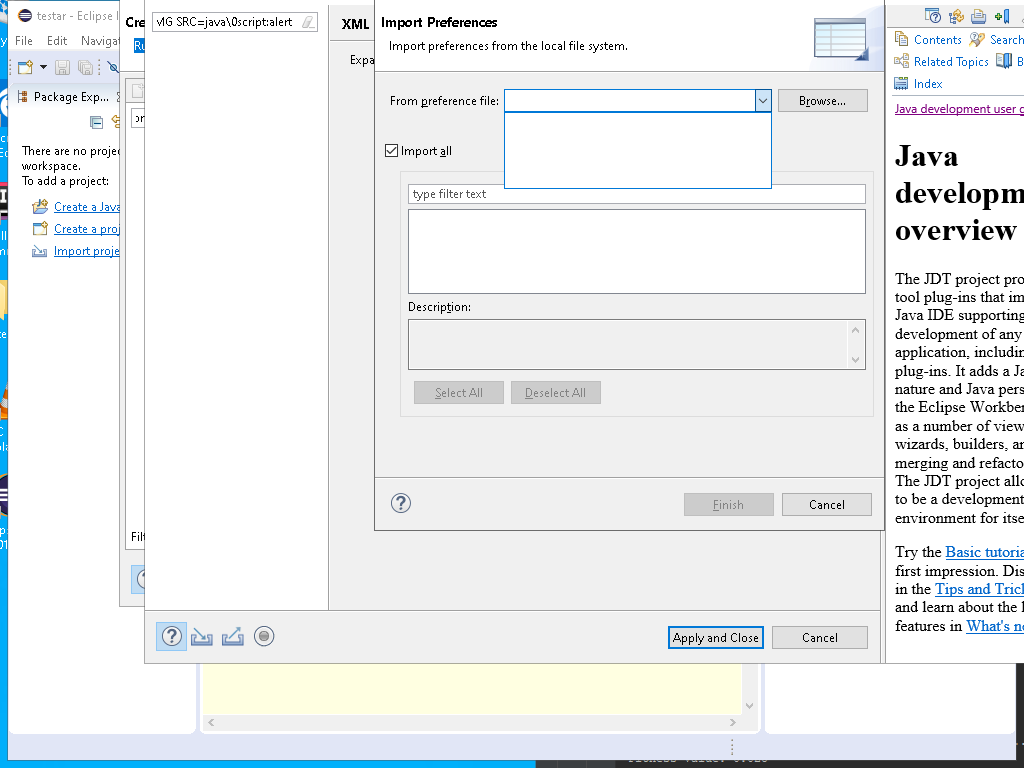 testar - Eclipse I
File Edit Navigat
Package Exp...
There are no projec
workspace.
To add a project:
Create a Java
Create a proj
Import proje
Cre
Ru
Filt
MG SRC=java\0script:alert
XML
Expa
Import Preferences
Import preferences from the local file system.
From preference file:
Browse...
Import all
type filter text
Description:
Select All
Deselect All
Finish
Cancel
Apply and Close
Cancel
Contents
Search
Related Topics
B
Index
Java development user g
Java
developm
overview
The JDT project pro
tool plug-ins that im
Java IDE supporting
development of any
application, includin
plug-ins. It adds a Ja
nature and Java pers
the Eclipse Workben
as a number of view
wizards, builders, an
merging and refacto
The JDT project allo
to be a development
environment for itse
Try the Basic tutoria
first impression. Dis
in the Tips and Trick
and learn about the l
features in What's ne